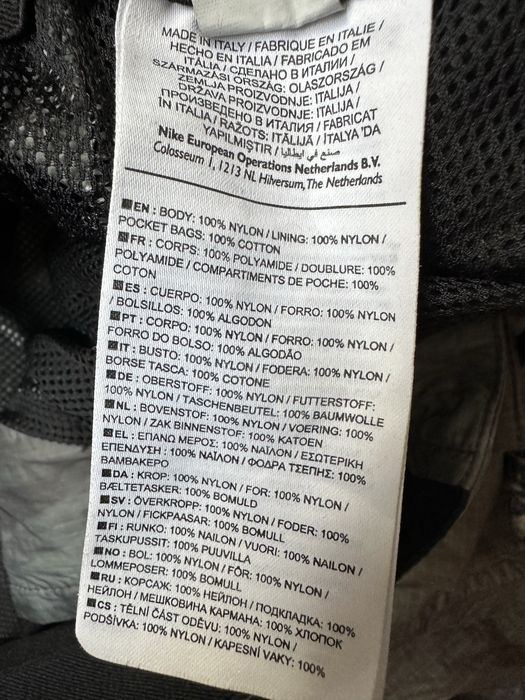 MADE IN ITALY / FABRIQUE EN ITALIE /
HECHO EN ITALIA / FABRICADO EM
ITÁLIA / СДЕЛАНО В ИТАЛИИ /
SZÁRMAZÁSI ORSZÁG: OLASZORSZÁG /
ZEMLJA PROIZVODNJE: ITALIJA /
DRŽAVA PROIZVODNJE: ITALIJA /
ПРОИЗВЕДЕНО В ИТАЛИЯ / FABRICAT
ÎN ITALIA / RAŽOTS: ITĀLIJĀ / İTALYA 'DA
YAPILMIŞTIR / صنع في ايطاليا
Nike European Operations Netherlands B.V.
Colosseum 1, 1213 NL Hilversum, The Netherlands
EN : BODY: 100% NYLON / LINING: 100% NYLON /
POCKET BAGS: 100% COTTON
FR : CORPS: 100% POLYAMIDE / DOUBLURE: 100%
POLYAMIDE / COMPARTIMENTS DE POCHE: 100%
COTON
ES : CUERPO: 100% NYLON / FORRO: 100% NYLON
/ BOLSILLOS: 100% ALGODON
PT : CORPO: 100% NYLON / FORRO: 100% NYLON /
FORRO DO BOLSO: 100% ALGODÃO
IT : BUSTO: 100% NYLON / FODERA: 100% NYLON /
BORSE TASCA: 100% COTONE
DE : OBERSTOFF: 100% NYLON / FUTTERSTOFF:
100% NYLON / TASCHENBEUTEL: 100% BAUMWOLLE
NL : BOVENSTOF: 100% NYLON / VOERING: 100%
NYLON / ZAK BINNENSTOF: 100% KATOEN
EL : ΕΠΑΝΩ ΜΕΡΟΣ: 100% ΝΑΪΛΟΝ / ΕΣΩΤΕΡΙΚΗ
ΕΠΕΝΔΥΣΗ : 100% ΝΑΪΛΟΝ / ΦΟΔΡΑ ΤΣΕΠΗΣ: 100%
ΒΑΜΒΑΚΕΡΟ
DA : KROP: 100% NYLON / FOR: 100% NYLON /
BÆLTETASKER: 100% BOMULD
SV : ÖVERKROPP: 100% NYLON / FODER: 100%
NYLON / FICKPAASAR: 100% BOMULL
FI : RUNKO: 100% NAILON / VUORI: 100% NAILON /
TASKUPUSSIT: 100% PUUVILLA
NO : BOL: 100% NYLON / FÔR: 100% NYLON /
LOMMEPOSER: 100% BOMULL
RU : КОРСАЖ: 100% НЕЙЛОН / ПОДКЛАДКА: 100%
НЕЙЛОН / МЕШКОВИНА КАРМАНА: 100% ХЛОПОК
CS : TĚLNÍ ČÁST ODĚVU: 100% NYLON /
PODŠÍVKA: 100% NYLON / KAPESNÍ VAKY: 100%